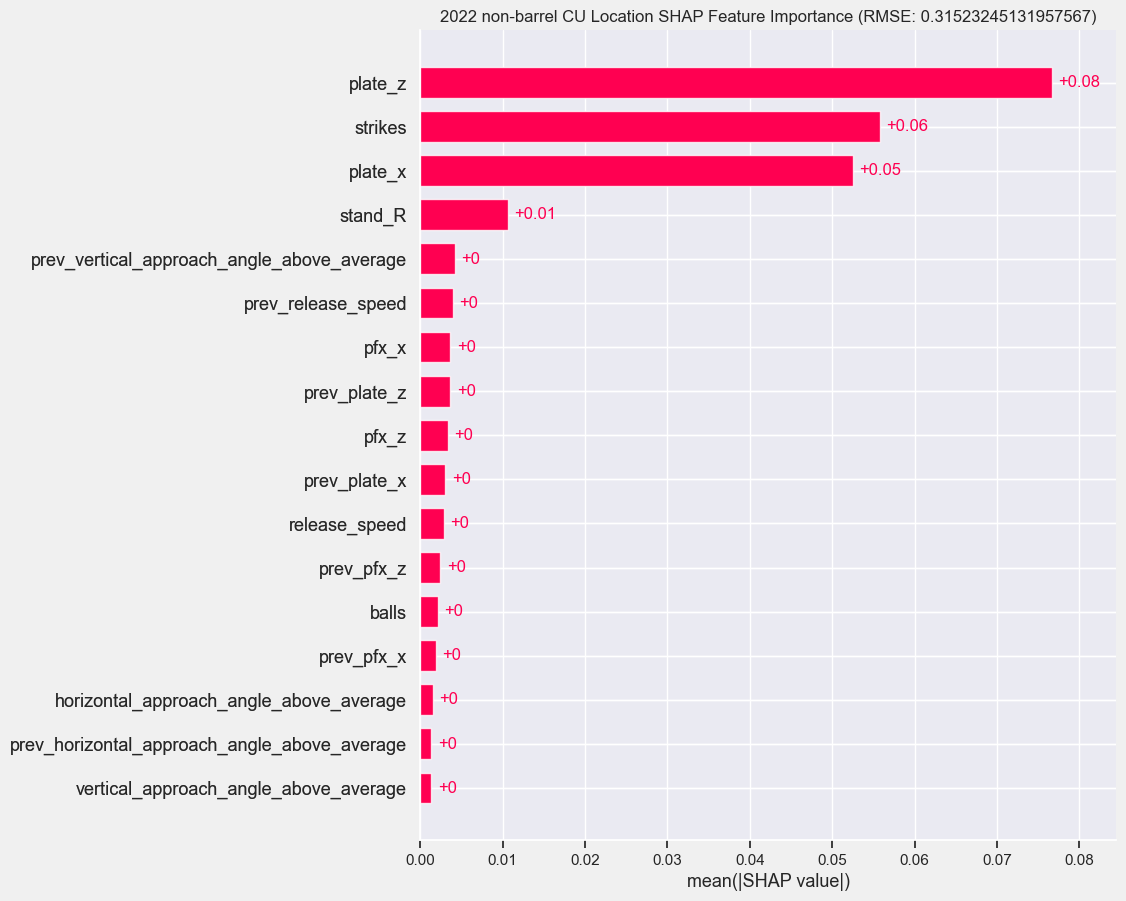 2022 non-barrel CU Location SHAP Feature Importance (RMSE: 0.31523245131957567)
plate_z +0.08
strikes +0.06
plate_x +0.05
stand_R +0.01
prev_vertical_approach_angle_above_average +0
prev_release_speed +0
pfx_x +0
prev_plate_z +0
pfx_z +0
prev_plate_x +0
release_speed +0
prev_pfx_z +0
balls +0
prev_pfx_x +0
horizontal_approach_angle_above_average +0
prev_horizontal_approach_angle_above_average +0
vertical_approach_angle_above_average +0
0.00 0.01 0.02 0.03 0.04 0.05 0.06 0.07 0.08
mean(|SHAP value|)